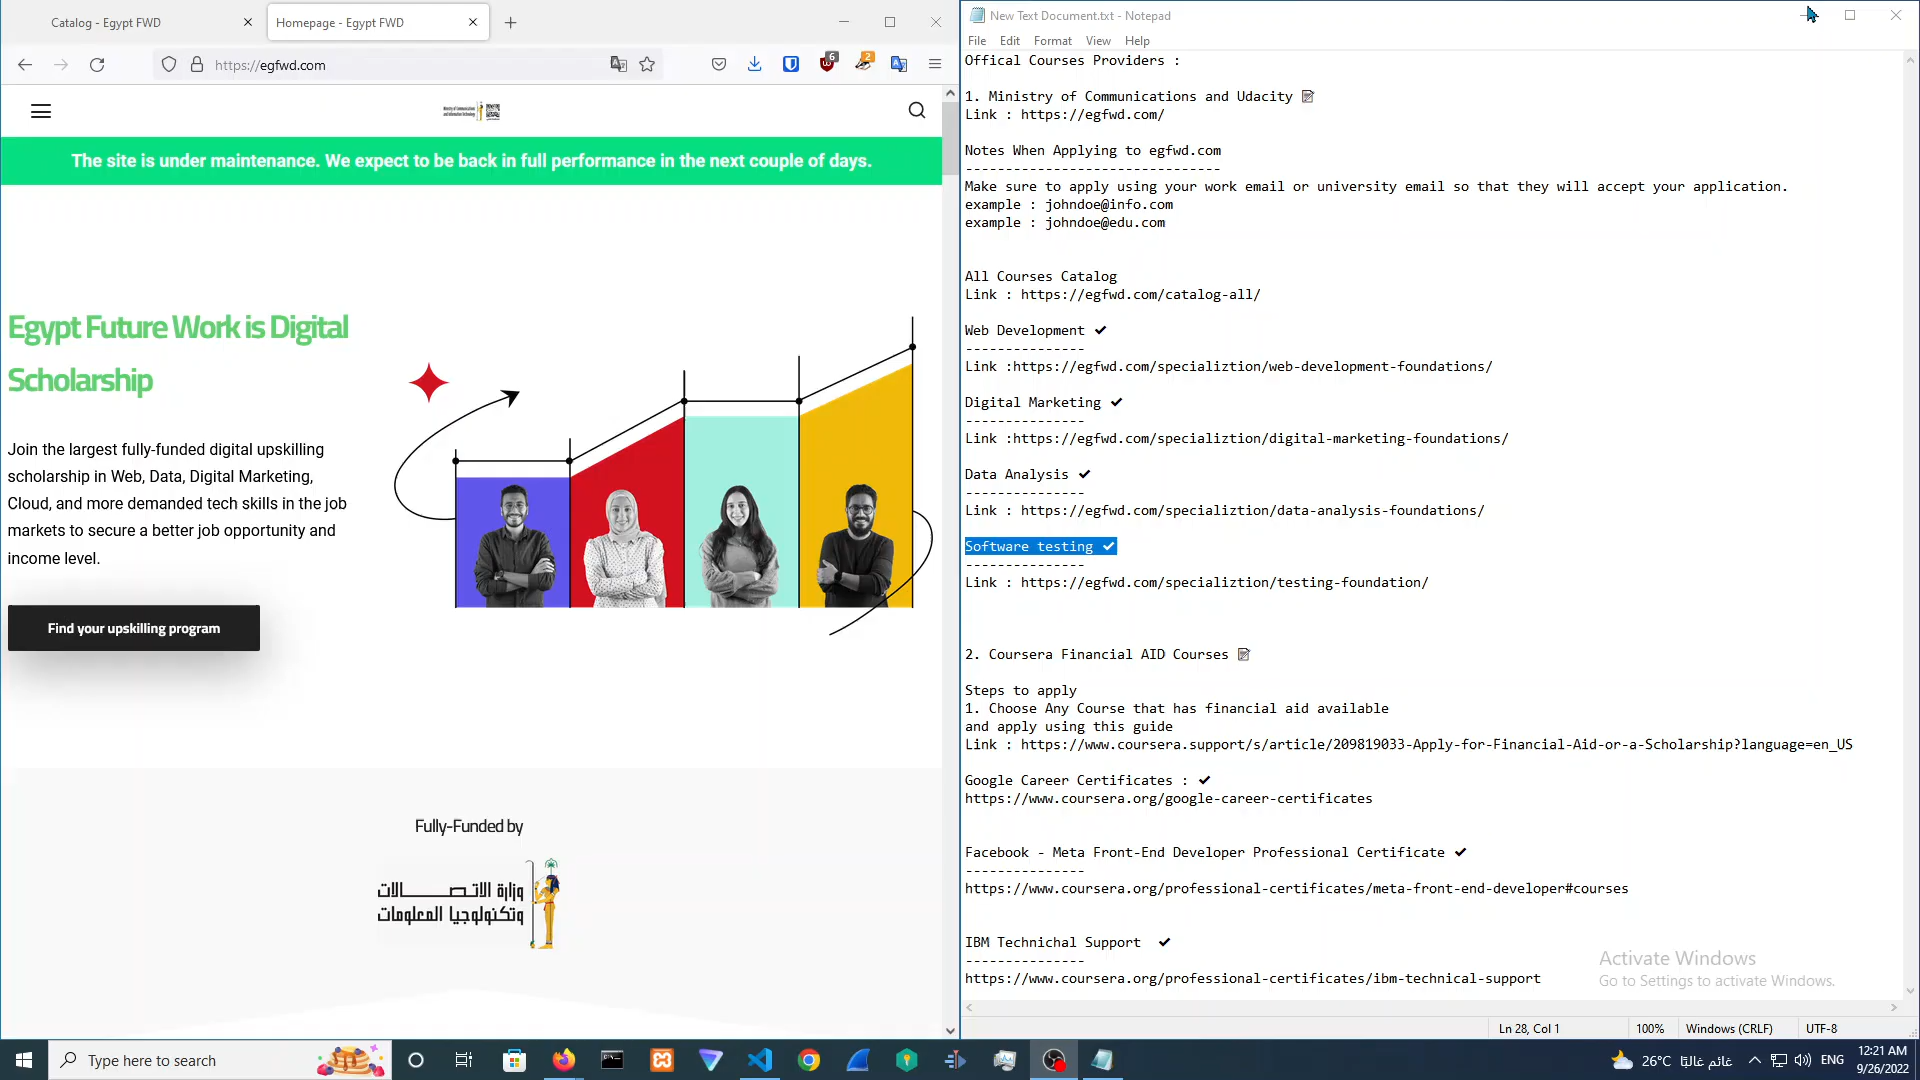 Catalog - Egypt FWD
Homepage - Egypt FWD
https://egfwd.com
6
2
The site is under maintenance. We expect to be back in full performance in the next couple of days.
Egypt Future Work is Digital
Scholarship
Join the largest fully-funded digital upskilling
scholarship in Web, Data, Digital Marketing,
Cloud, and more demanded tech skills in the job
markets to secure a better job opportunity and
income level.
Find your upskilling program
Fully-Funded by
وزارة الاتصالات
وتكنولوجيا المعلومات
New Text Document.txt - Notepad
File Edit Format View Help
Offical Courses Providers :
1. Ministry of Communications and Udacity 📝
Link : https://egfwd.com/
Notes When Applying to egfwd.com
--------------------------------
Make sure to apply using your work email or university email so that they will accept your application.
example : johndoe@info.com
example : johndoe@edu.com
All Courses Catalog
Link : https://egfwd.com/catalog-all/
Web Development ✔
---------------
Link :https://egfwd.com/specializtion/web-development-foundations/
Digital Marketing ✔
---------------
Link :https://egfwd.com/specializtion/digital-marketing-foundations/
Data Analysis ✔
---------------
Link : https://egfwd.com/specializtion/data-analysis-foundations/
Software testing ✔
---------------
Link : https://egfwd.com/specializtion/testing-foundation/
2. Coursera Financial AID Courses 📝
Steps to apply
1. Choose Any Course that has financial aid available
and apply using this guide
Link : https://www.coursera.support/s/article/209819033-Apply-for-Financial-Aid-or-a-Scholarship?language=en_US
Google Career Certificates : ✔
https://www.coursera.org/google-career-certificates
Facebook - Meta Front-End Developer Professional Certificate ✔
---------------
https://www.coursera.org/professional-certificates/meta-front-end-developer#courses
IBM Technichal Support ✔
---------------
https://www.coursera.org/professional-certificates/ibm-technical-support
Activate Windows
Go to Settings to activate Windows.
Ln 28, Col 1
100%
Windows (CRLF)
UTF-8
Type here to search
26°C غائم غالبًا
ENG
12:21 AM
9/26/2022